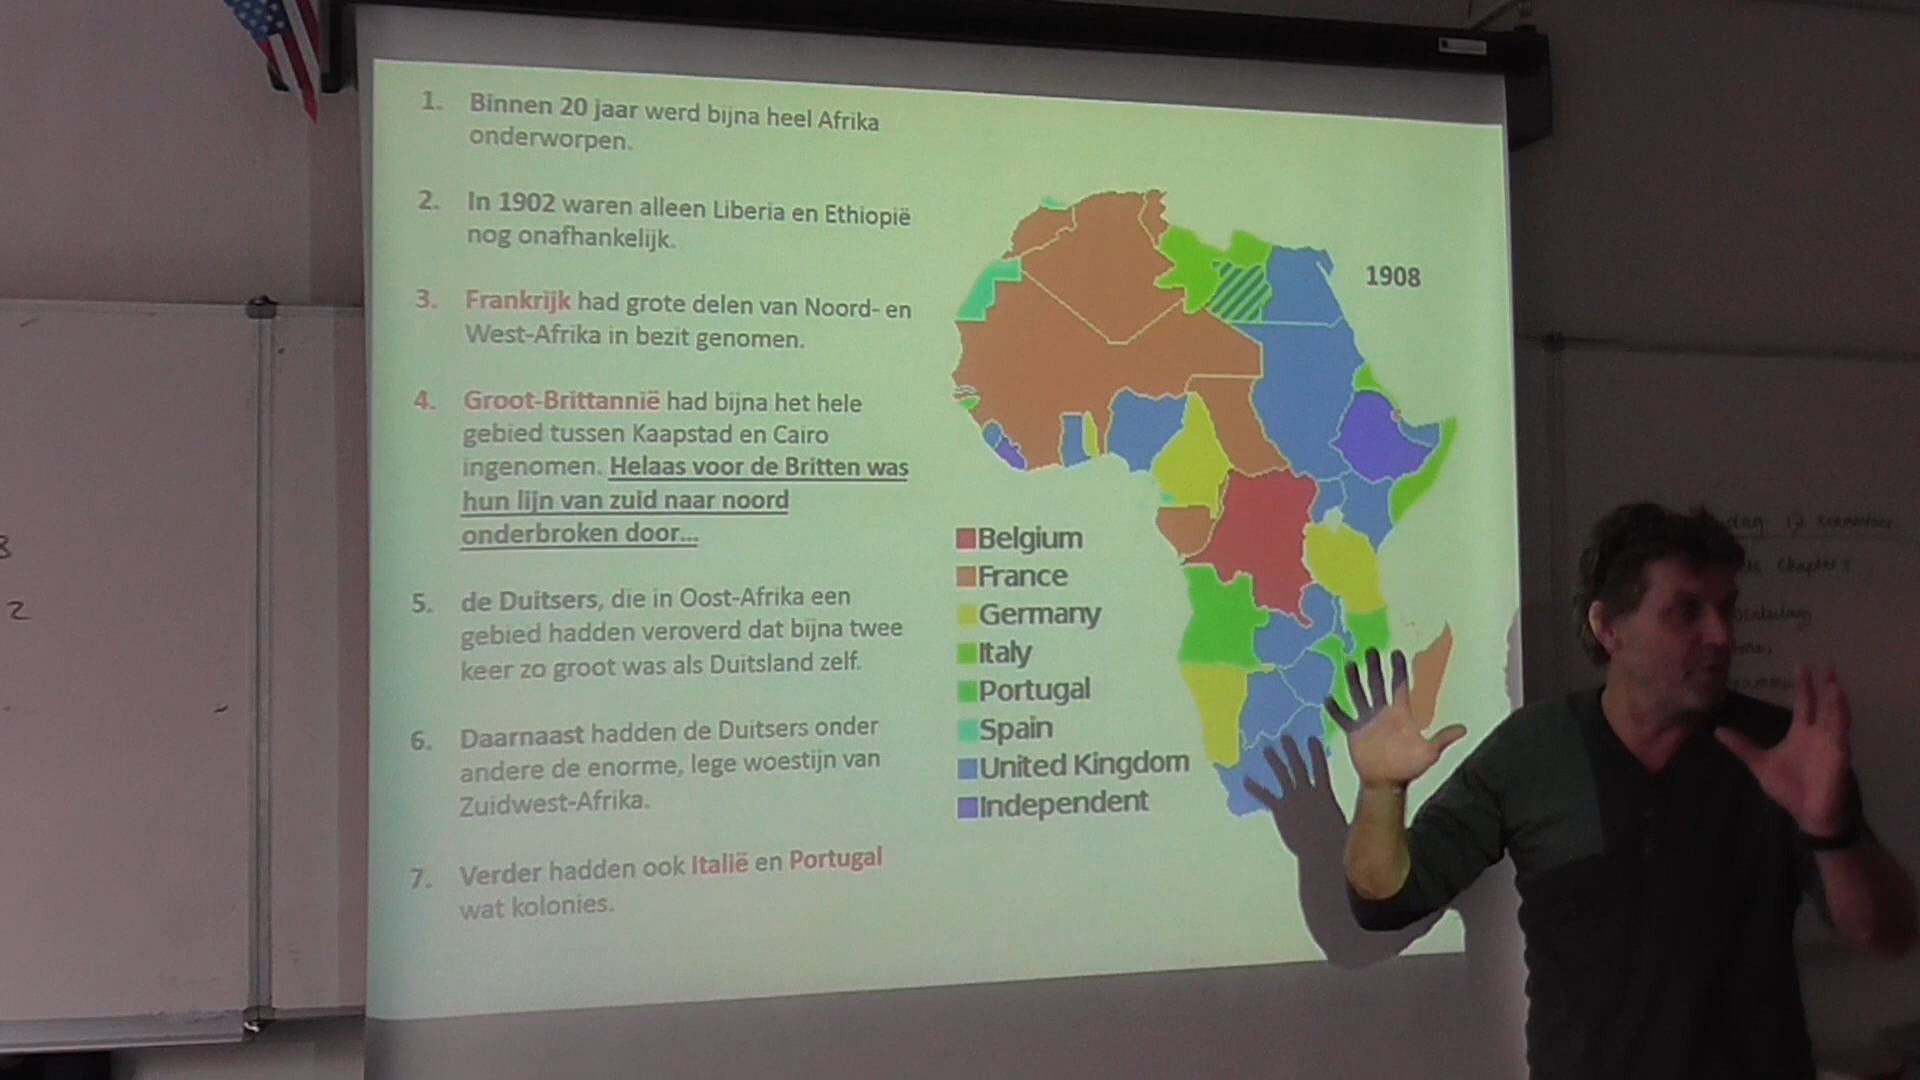 1. Binnen 20 jaar werd bijna heel Afrika
onderworpen.
2. In 1902 waren alleen Liberia en Ethiopië
nog onafhankelijk.
3. Frankrijk had grote delen van Noord- en
West-Afrika in bezit genomen.
4. Groot-Brittannië had bijna het hele
gebied tussen Kaapstad en Cairo
ingenomen. Helaas voor de Britten was
hun lijn van zuid naar noord
onderbroken door...
5. de Duitsers, die in Oost-Afrika een
gebied hadden veroverd dat bijna twee
keer zo groot was als Duitsland zelf.
6. Daarnaast hadden de Duitsers onder
andere de enorme, lege woestijn van
Zuidwest-Afrika.
7. Verder hadden ook Italië en Portugal
wat kolonies.
1908
Belgium
France
Germany
Italy
Portugal
Spain
United Kingdom
Independent
2
Chapter 2